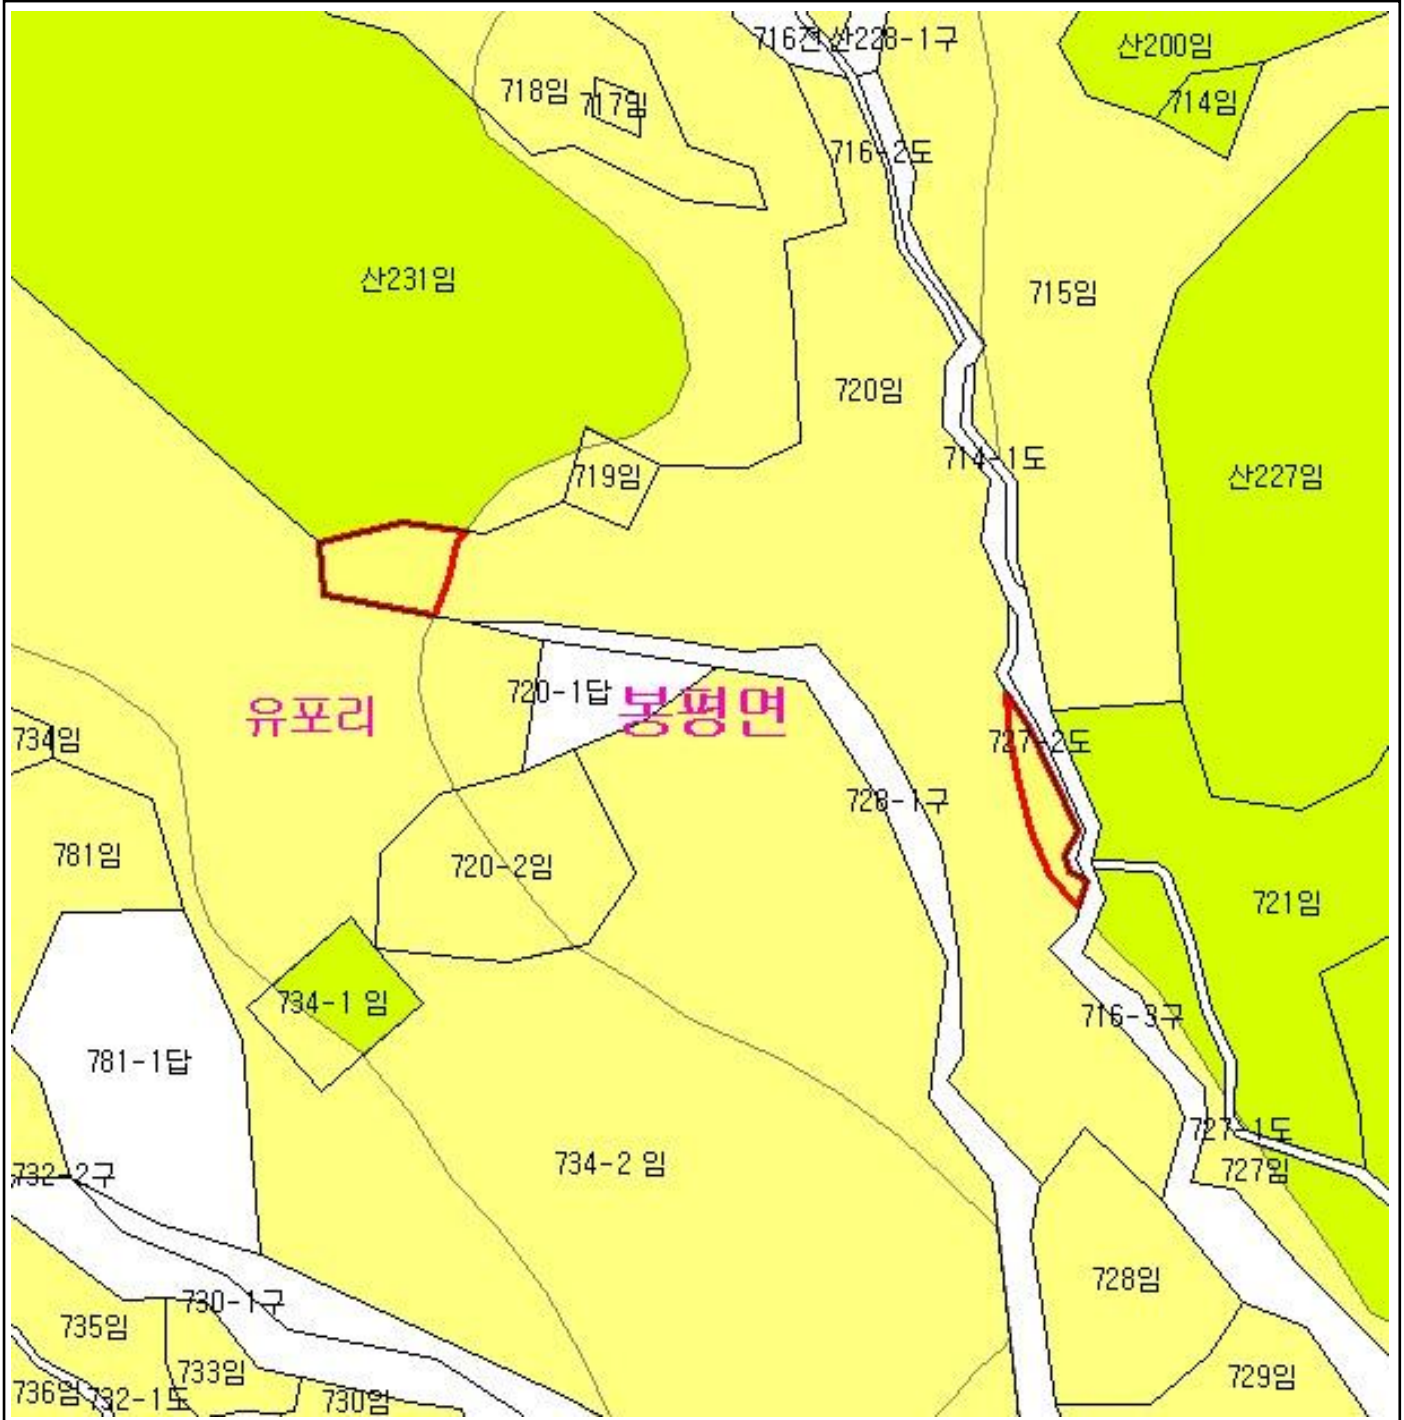 716전 산228-1구
산200임
718임 717임
714임
716-2도
산231임
715임
720임
714-1도
719임
산227임
720-1답 봉평면
유포리
734임
727-2도
728-1구
781임
720-2임
721임
734-1 임
716-3구
781-1답
727-1도
734-2 임
732-2구
727임
728임
730-1구
735임
733임
729임
736임 732-1도
730임